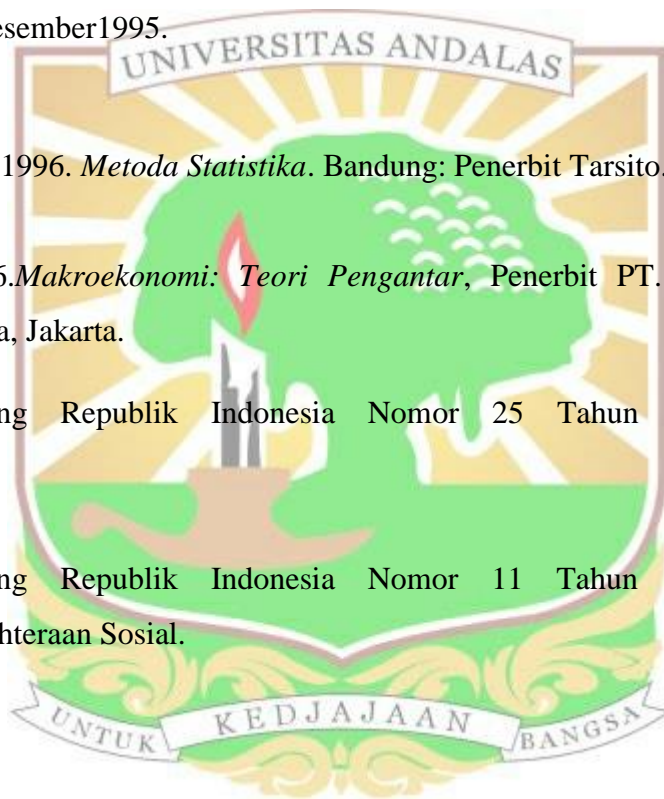 esember1995.
UNIVERSITAS ANDALAS
1996. Metoda Statistika. Bandung: Penerbit Tarsito.
6.Makroekonomi: Teori Pengantar, Penerbit PT.
a, Jakarta.
ng Republik Indonesia Nomor 25 Tahun
ng Republik Indonesia Nomor 11 Tahun
hteraan Sosial.
UNTUK KEDJAJAAN BANGSA